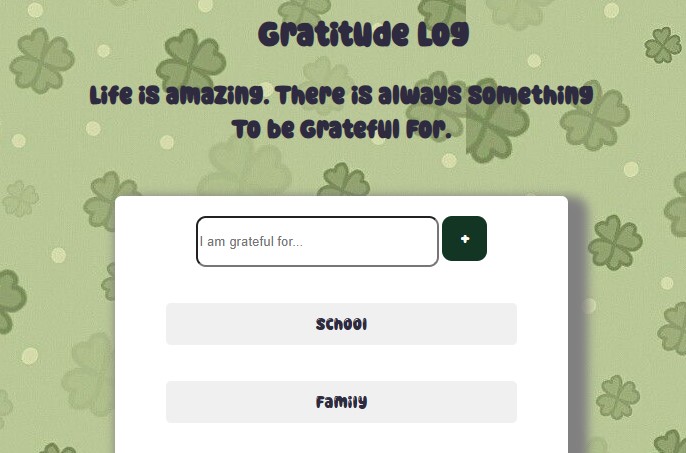 Gratitude Log
Life is amazing. There is always something
To be Grateful For.
I am grateful for...
+
School
Family